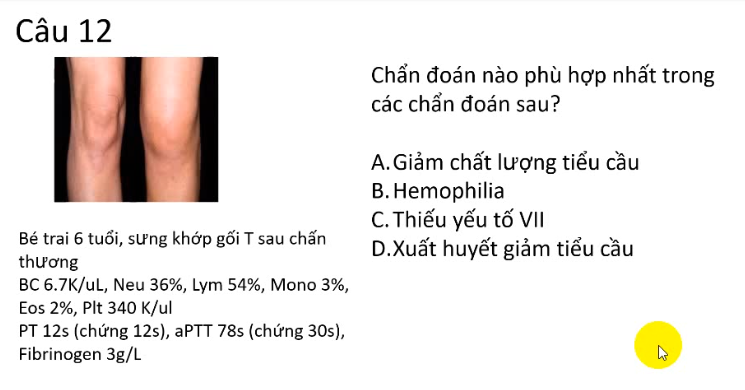 Câu 12
Bé trai 6 tuổi, sưng khớp gối T sau chấn
thương
BC 6.7K/uL, Neu 36%, Lym 54%, Mono 3%,
Eos 2%, Plt 340 K/ul
PT 12s (chứng 12s), aPTT 78s (chứng 30s),
Fibrinogen 3g/L
Chẩn đoán nào phù hợp nhất trong
các chẩn đoán sau?
A.Giảm chất lượng tiểu cầu
B.Hemophilia
C.Thiếu yếu tố VII
D.Xuất huyết giảm tiểu cầu